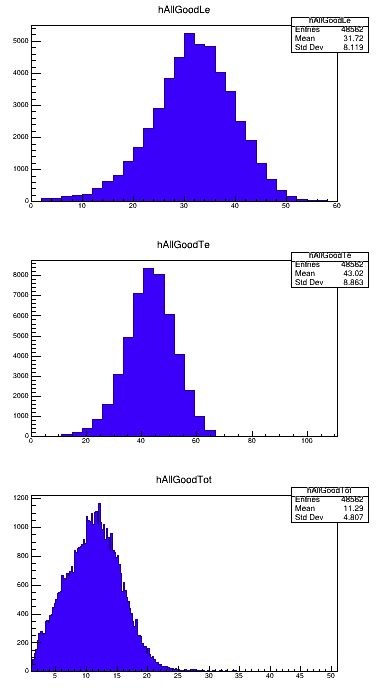 hAllGoodLe
hAllGoodLe
Entries 48562
Mean 31.72
Std Dev 8.119
5000
4000
3000
2000
1000
0
0 10 20 30 40 50 60
hAllGoodTe
hAllGoodTe
Entries 48562
Mean 43.02
Std Dev 8.863
8000
7000
6000
5000
4000
3000
2000
1000
0
0 20 40 60 80 100
hAllGoodTot
hAllGoodTot
Entries 48562
Mean 11.29
Std Dev 4.807
1200
1000
800
600
400
200
0
5 10 15 20 25 30 35 40 45 50